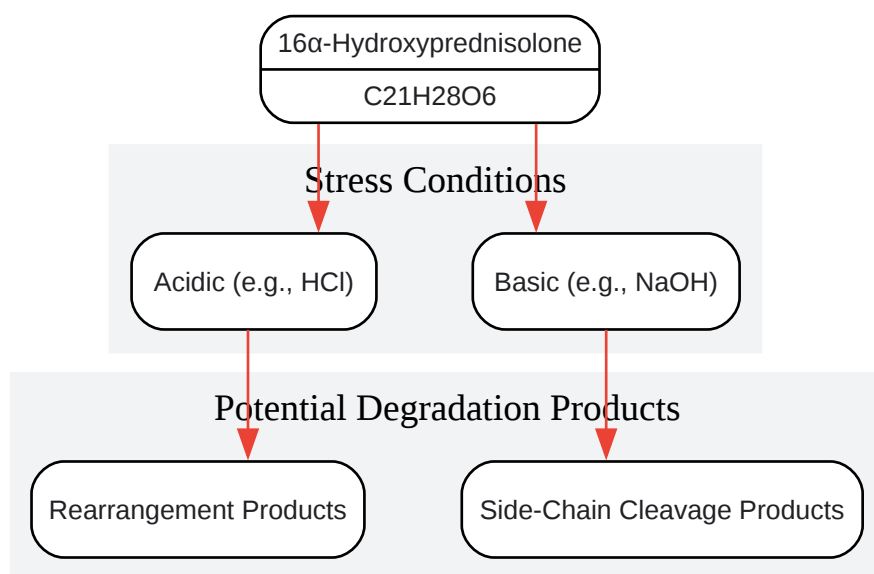 16α-Hydroxyprednisolone
C21H28O6
Stress Conditions
Acidic (e.g., HCl)
Basic (e.g., NaOH)
Potential Degradation Products
Rearrangement Products
Side-Chain Cleavage Products